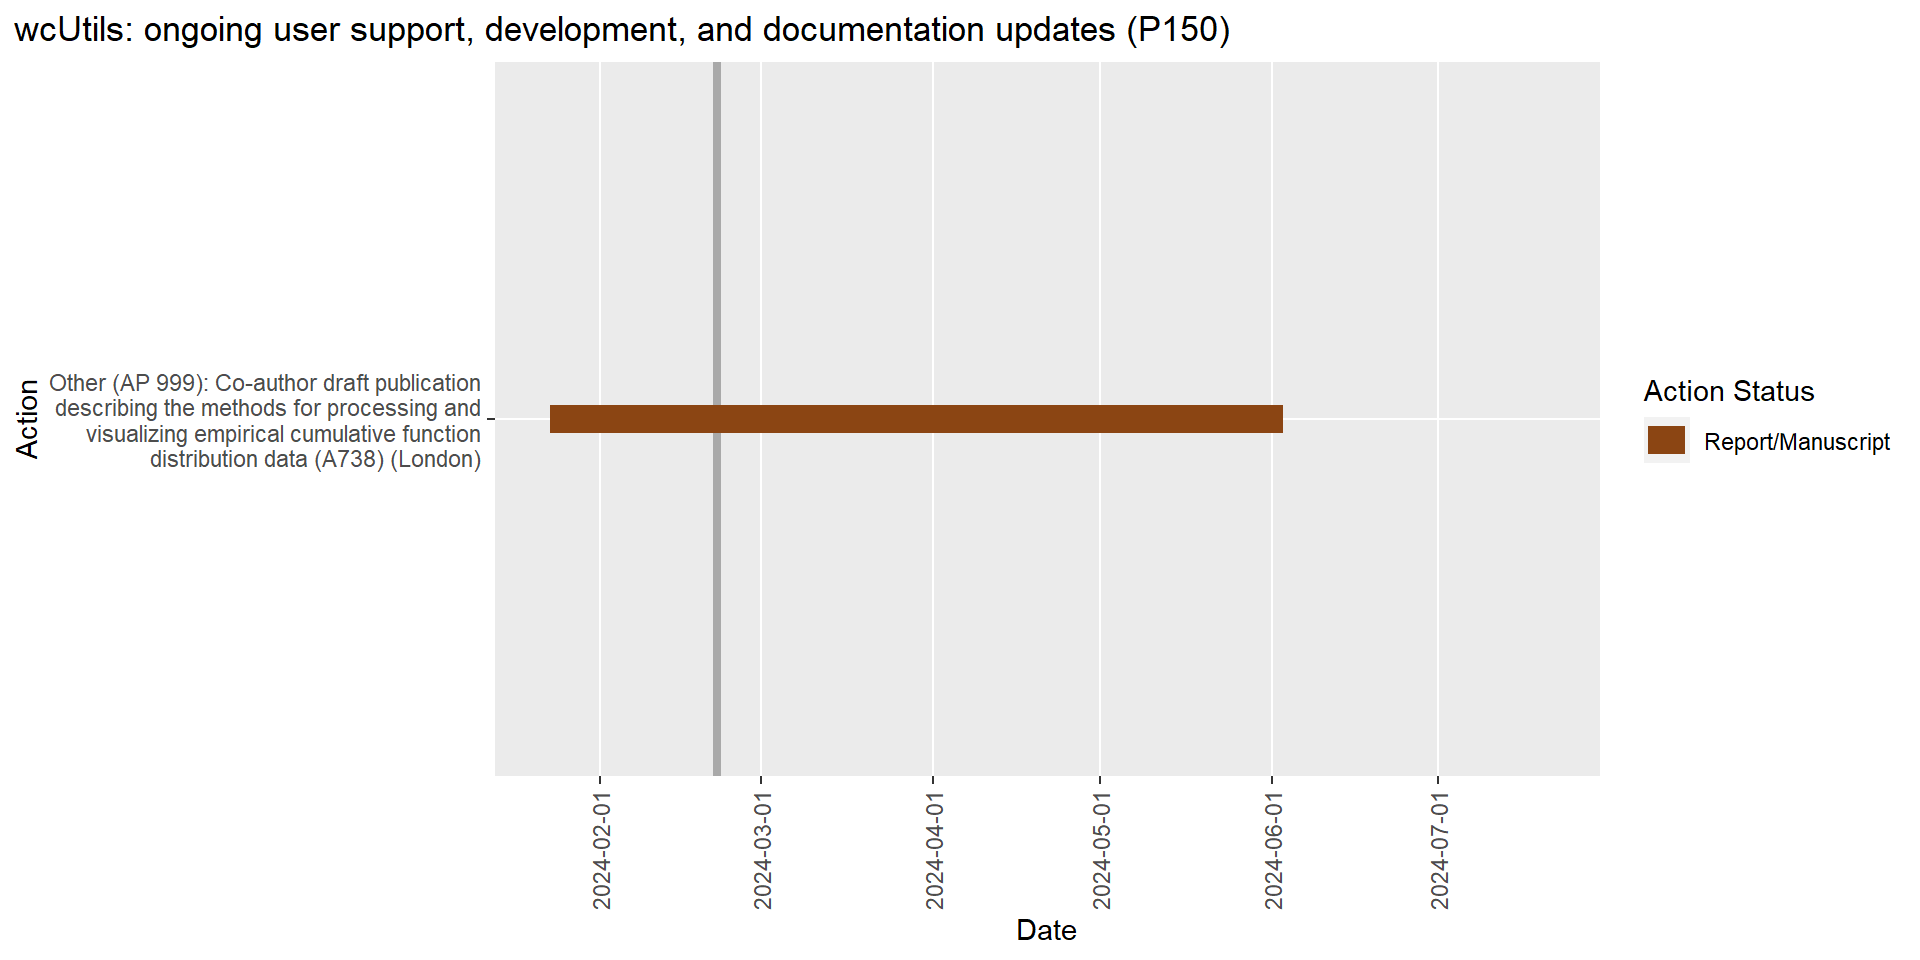 wcUtils: ongoing user support, development, and documentation updates (P150)
Action
Other (AP 999): Co-author draft publication
describing the methods for processing and
visualizing empirical cumulative function
distribution data (A738) (London)
Action Status
Report/Manuscript
2024-02-01
2024-03-01
2024-04-01
2024-05-01
2024-06-01
2024-07-01
Date